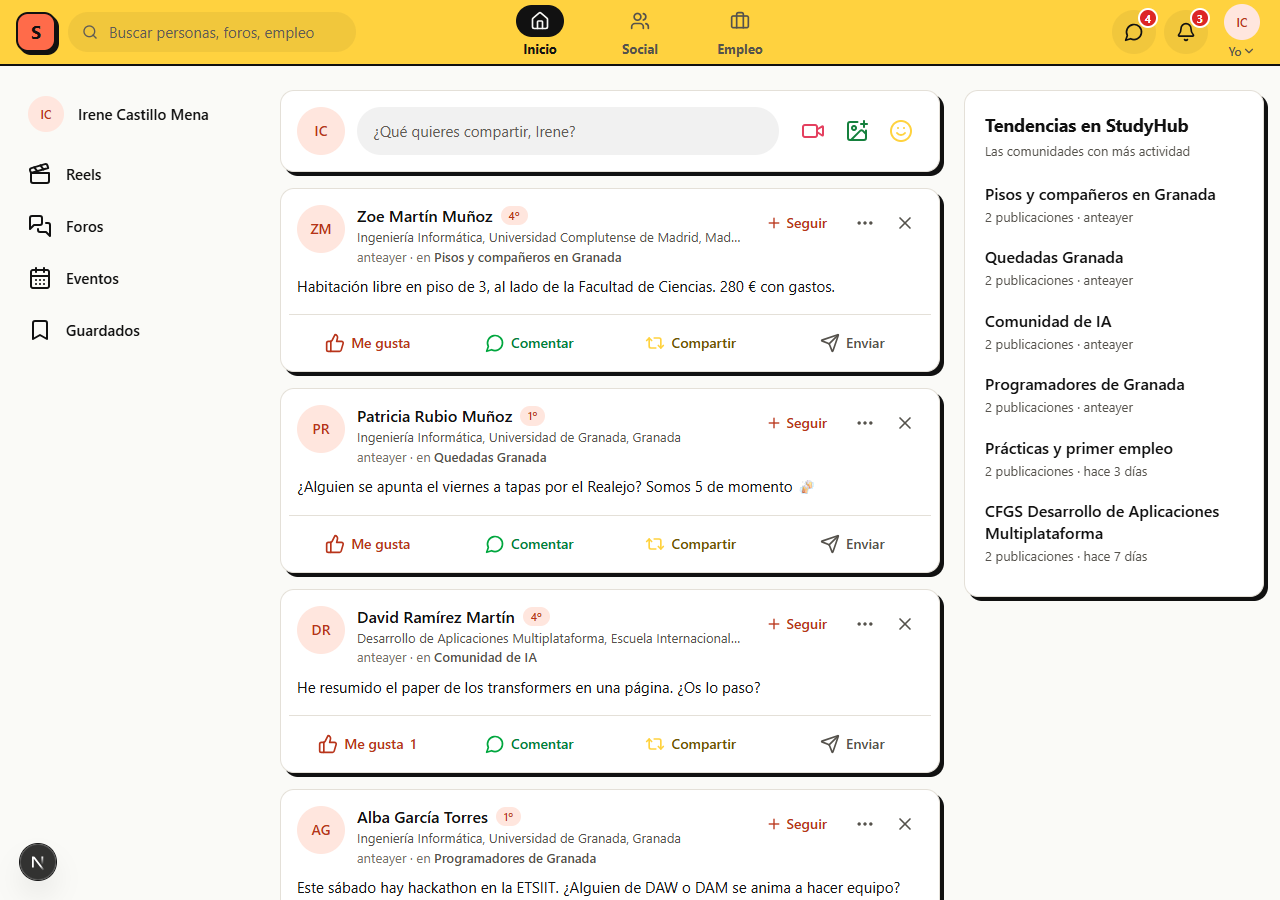 S
Buscar personas, foros, empleo
Inicio
Social
Empleo
4
3
IC
Yo
IC
Irene Castillo Mena
Reels
Foros
Eventos
Guardados
IC
¿Qué quieres compartir, Irene?
ZM
Zoe Martín Muñoz 4º
Ingeniería Informática, Universidad Complutense de Madrid, Mad...
anteayer · en Pisos y compañeros en Granada
+ Seguir
Habitación libre en piso de 3, al lado de la Facultad de Ciencias. 280 € con gastos.
Me gusta Comentar Compartir Enviar
PR
Patricia Rubio Muñoz 1º
Ingeniería Informática, Universidad de Granada, Granada
anteayer · en Quedadas Granada
+ Seguir
¿Alguien se apunta el viernes a tapas por el Realejo? Somos 5 de momento
Me gusta Comentar Compartir Enviar
DR
David Ramírez Martín 4º
Desarrollo de Aplicaciones Multiplataforma, Escuela Internacional...
anteayer · en Comunidad de IA
+ Seguir
He resumido el paper de los transformers en una página. ¿Os lo paso?
Me gusta 1 Comentar Compartir Enviar
AG
Alba García Torres 1º
Ingeniería Informática, Universidad de Granada, Granada
anteayer · en Programadores de Granada
+ Seguir
Este sábado hay hackathon en la ETSIIT. ¿Alguien de DAW o DAM se anima a hacer equipo?
Tendencias en StudyHub
Las comunidades con más actividad
Pisos y compañeros en Granada
2 publicaciones · anteayer
Quedadas Granada
2 publicaciones · anteayer
Comunidad de IA
2 publicaciones · anteayer
Programadores de Granada
2 publicaciones · anteayer
Prácticas y primer empleo
2 publicaciones · hace 3 días
CFGS Desarrollo de Aplicaciones
Multiplataforma
2 publicaciones · hace 7 días
N